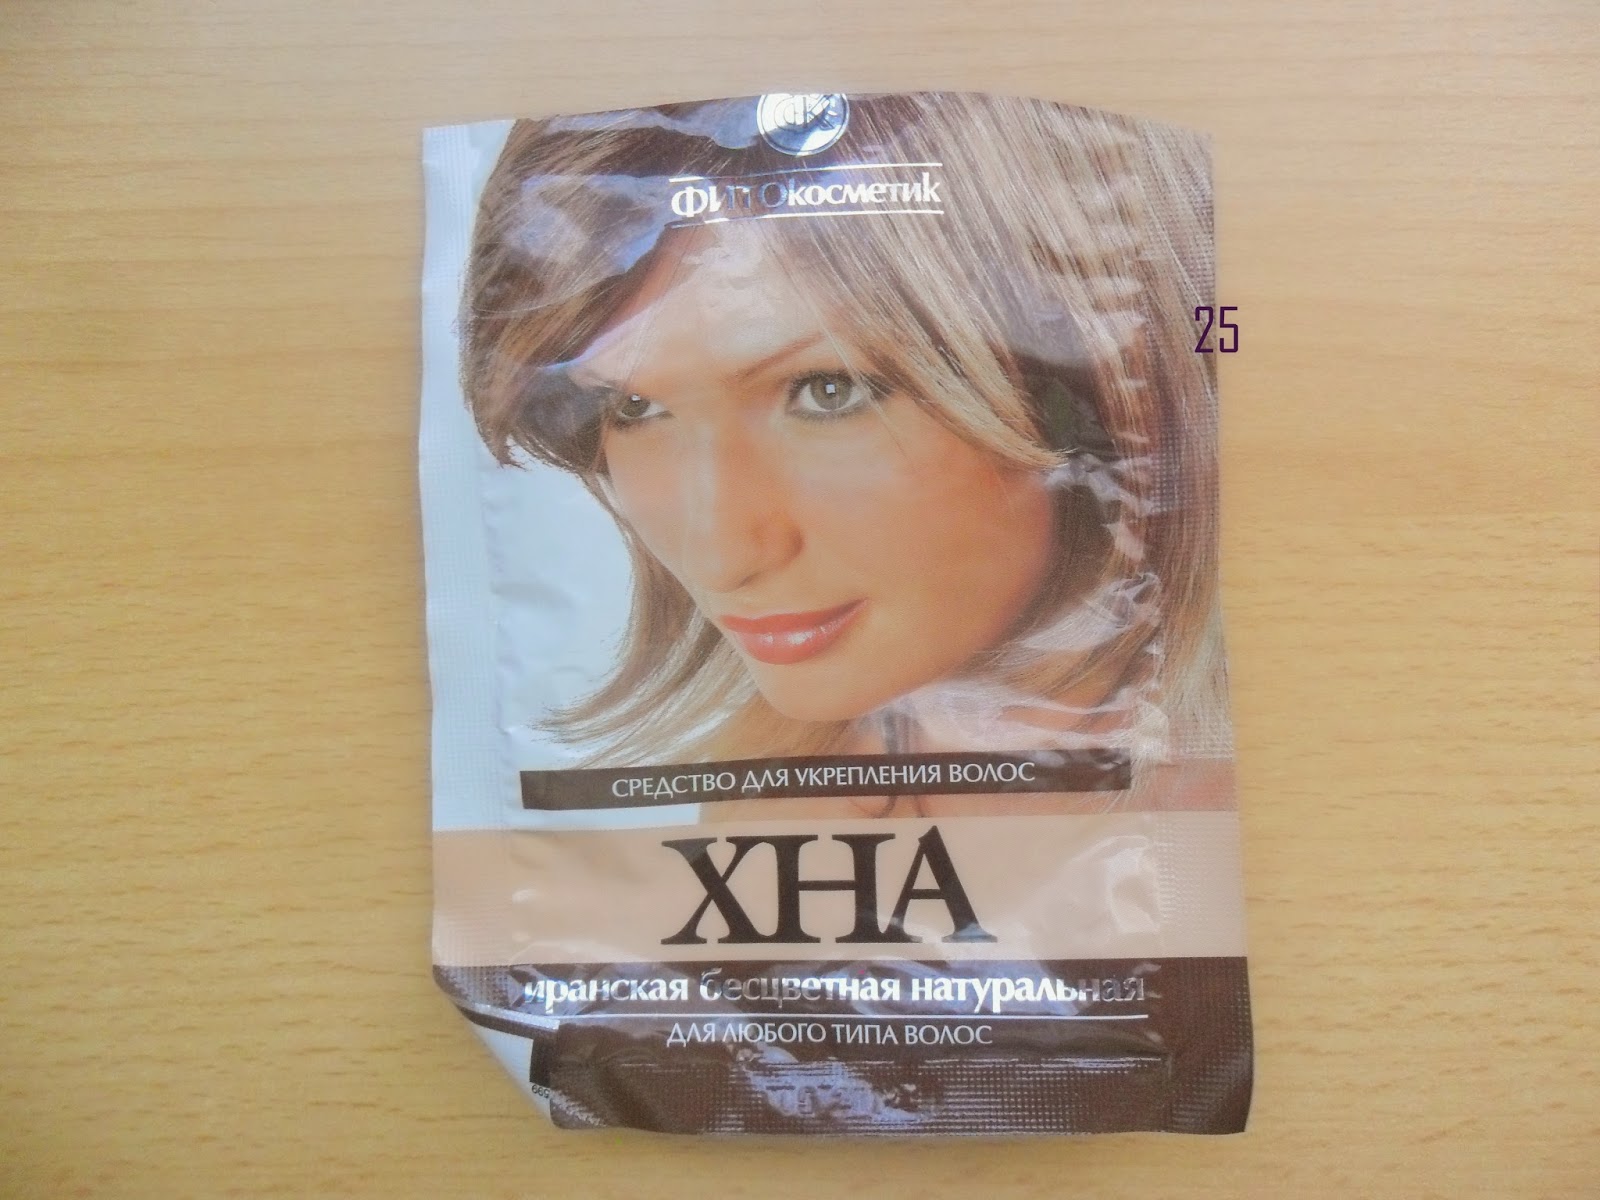 ФИТОкосметик
25
СРЕДСТВО ДЛЯ УКРЕПЛЕНИЯ ВОЛОС
ХНА
иранская бесцветная натуральная
ДЛЯ ЛЮБОГО ТИПА ВОЛОС